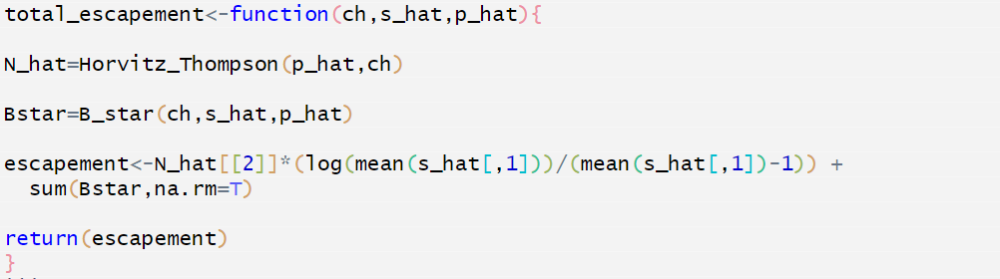 total_escapement<-function(ch,s_hat,p_hat){
N_hat=Horvitz_Thompson(p_hat,ch)
Bstar=B_star(ch,s_hat,p_hat)
escapement<-N_hat[[2]]*(log(mean(s_hat[,1]))/(mean(s_hat[,1])-1)) +
sum(Bstar,na.rm=T)
return(escapement)
}